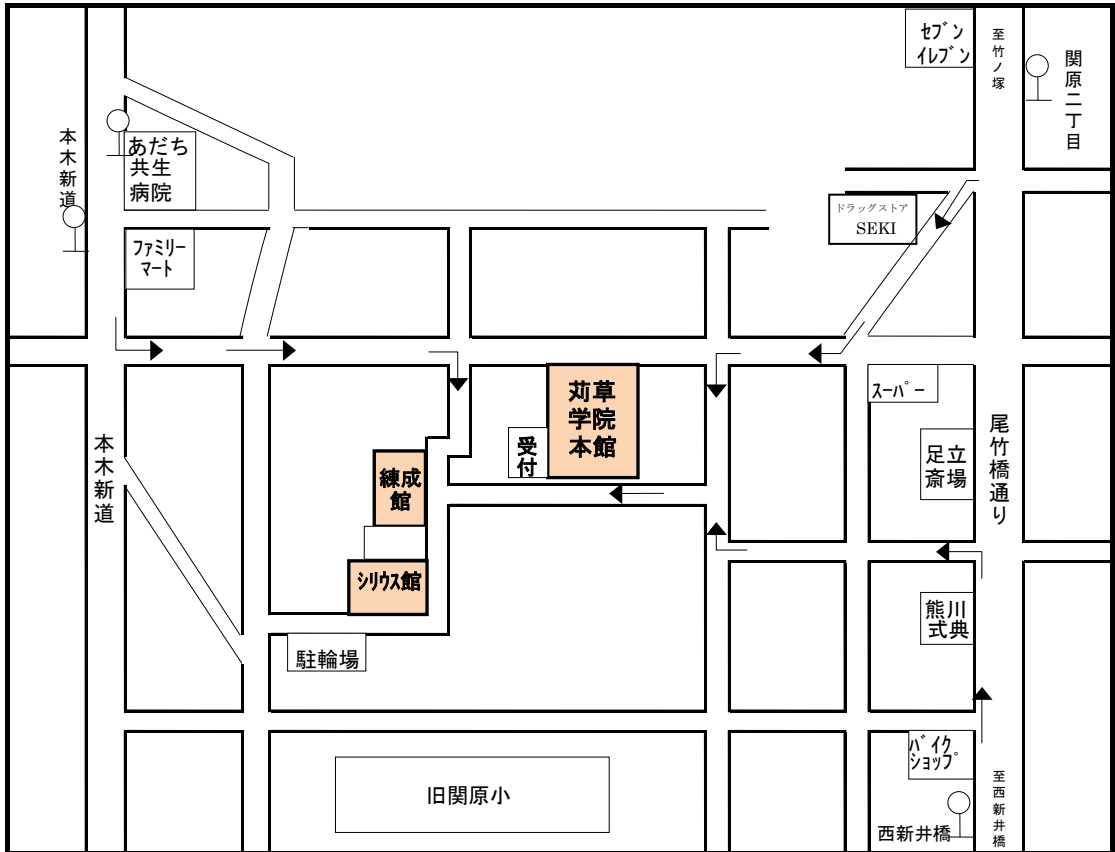 セブン
イレブン
至竹ノ塚
関原二丁目
本木新道
あだち
共生
病院
ドラッグストア
SEKI
ファミリー
マート
苅草
学院
本館
受付
スーパー
尾竹橋通り
本木新道
足立
斎場
練成
館
シリウス館
熊川
式典
駐輪場
バイク
ショップ
至西新井橋
旧関原小
西新井橋